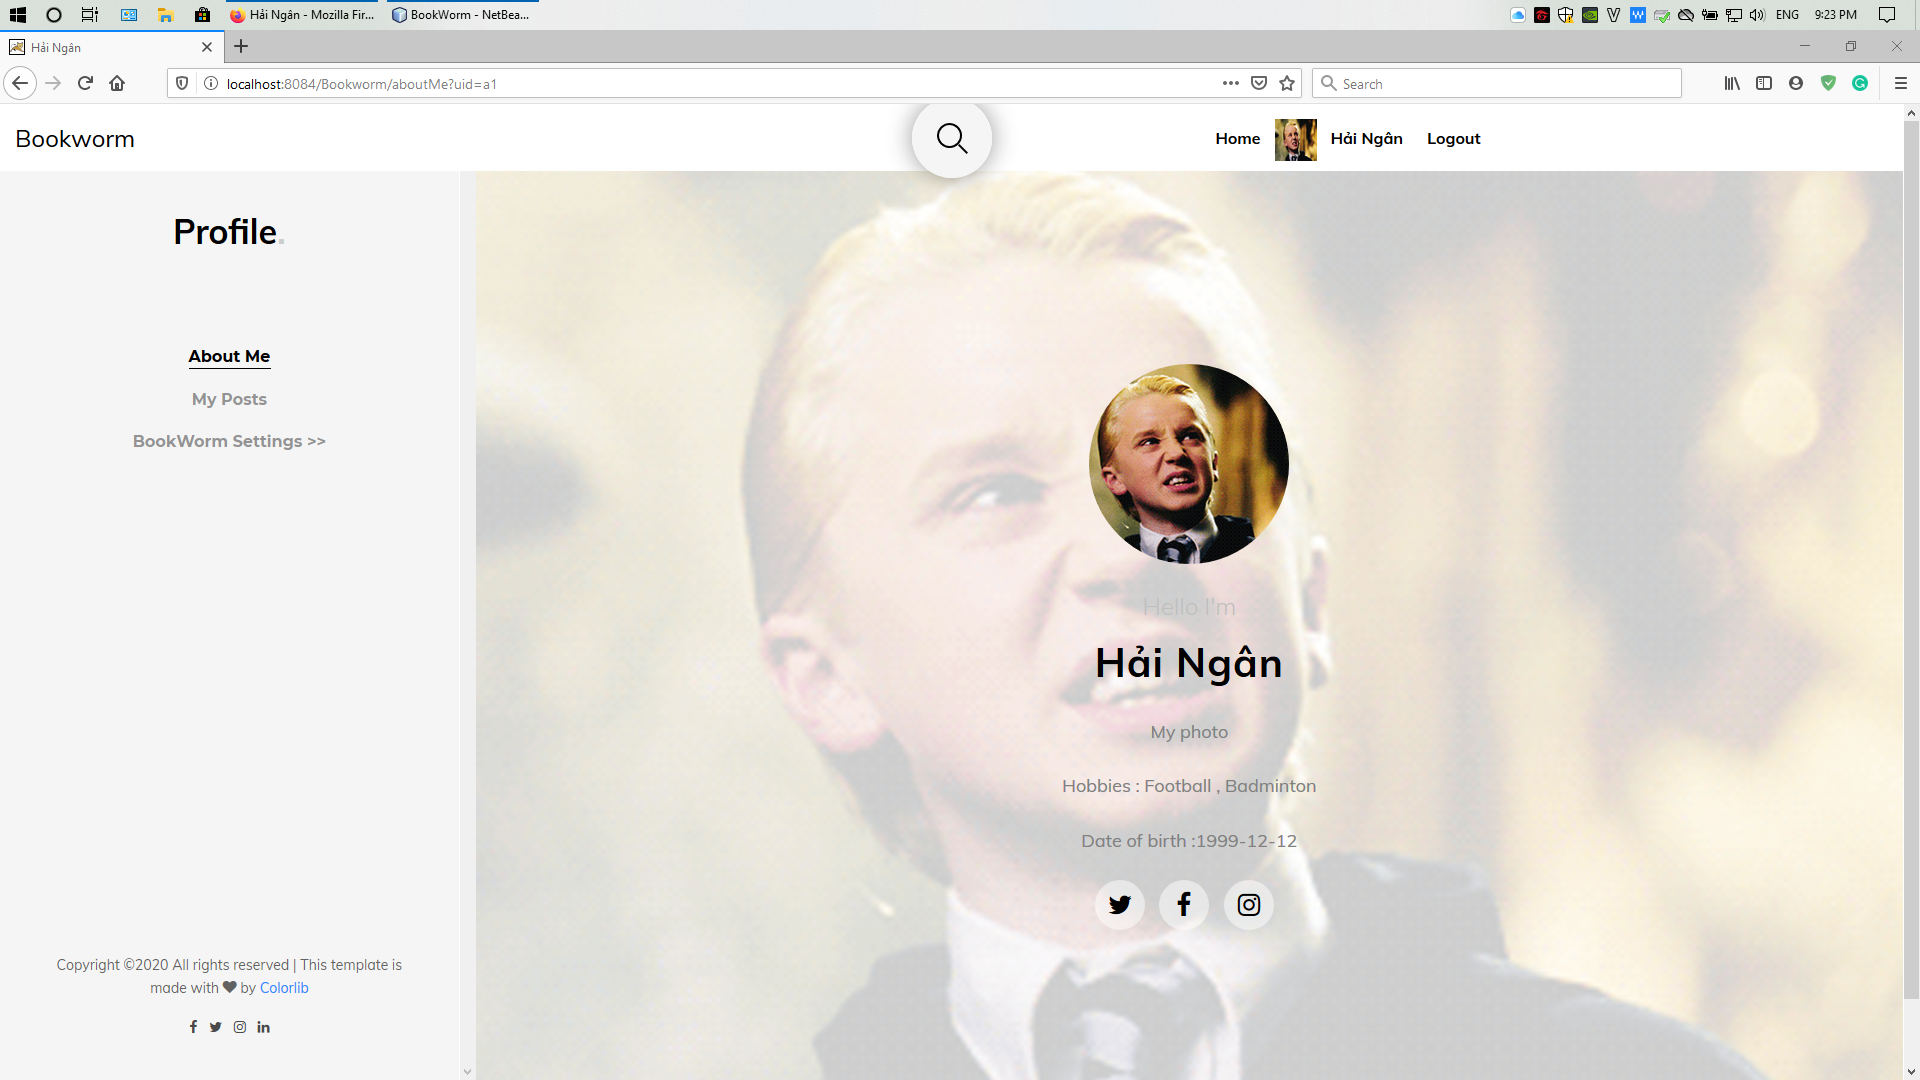 Hải Ngân - Mozilla Fir...
BookWorm - NetBea...
ENG
9:23 PM
Hải Ngân
localhost:8084/Bookworm/aboutMe?uid=a1
Search
Bookworm
Home
Hải Ngân
Logout
Profile.
About Me
My Posts
BookWorm Settings >>
Hello I'm
Hải Ngân
My photo
Hobbies : Football , Badminton
Date of birth :1999-12-12
Copyright ©2020 All rights reserved | This template is
made with ♥ by Colorlib